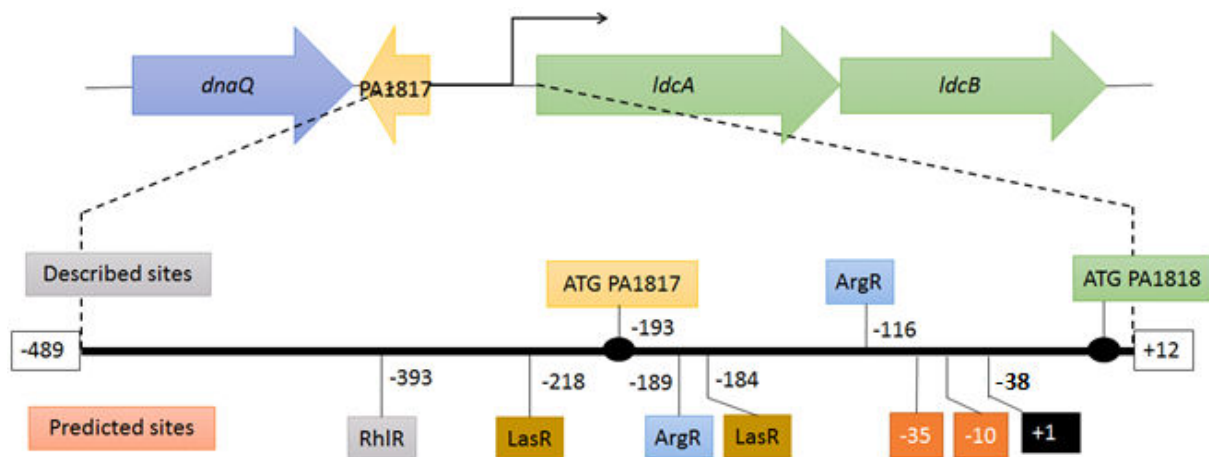 dnaQ
PA1817
ldcA
ldcB
Described sites
ATG PA1817
ArgR
ATG PA1818
-489
-193
-116
+12
-393
-218
-189
-184
-38
Predicted sites
RhlR
LasR
ArgR
LasR
-35
-10
+1